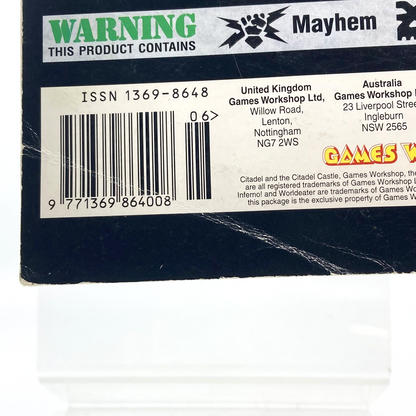 WARNING
THIS PRODUCT CONTAINS
Mayhem
ISSN 1369-8648
06>
9 771369 864008
United Kingdom
Games Workshop Ltd,
Willow Road,
Lenton,
Nottingham
NG7 2WS
Australia
Games Workshop
23 Liverpool Stree
Ingleburn
NSW 2565
GAMES W
Citadel and the Citadel Castle, Games Workshop, the
are all registered trademarks of Games Workshop
Inferno! and Worldeater are trademarks of Games Works
this package is the exclusive property of Games W